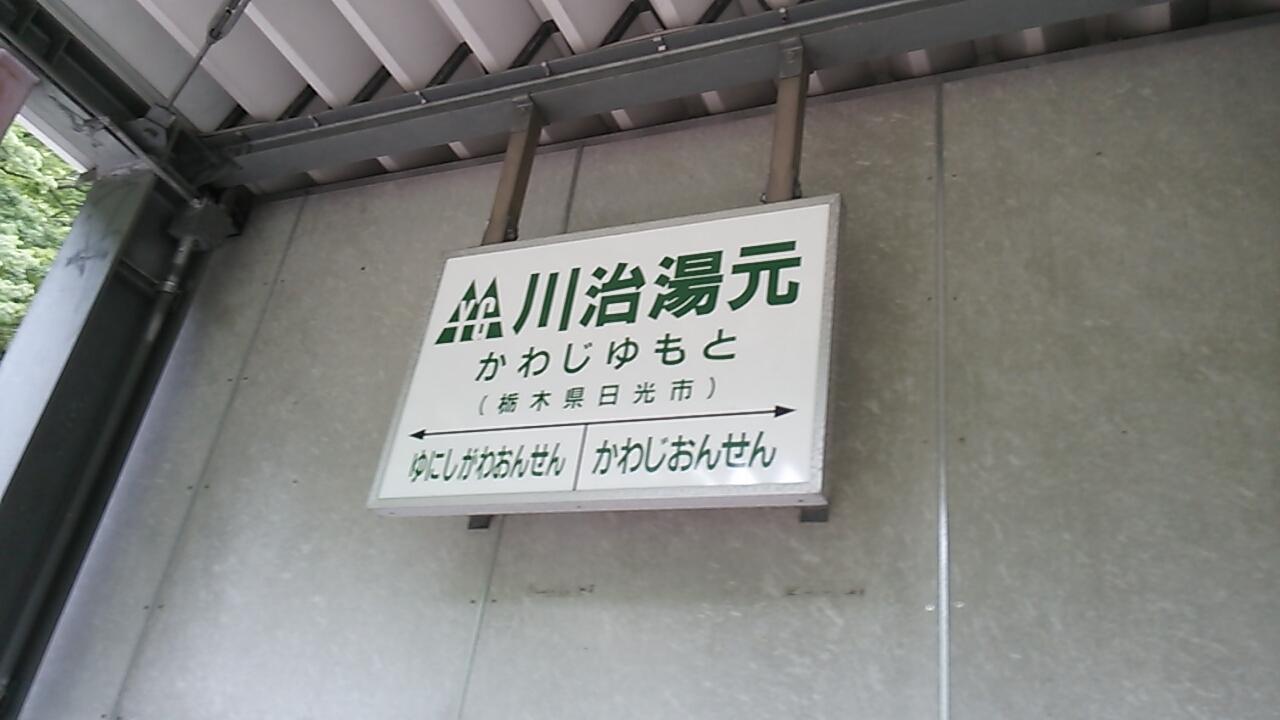 川治湯元
かわじゆもと
(栃木県日光市)
ゆにしがわおんせん
かわじおんせん